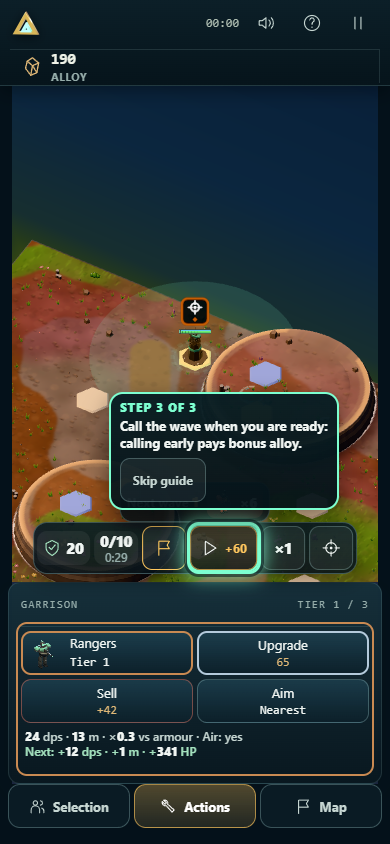 00:00
190
ALLOY
STEP 3 OF 3
Call the wave when you are ready:
calling early pays bonus alloy.
Skip guide
20
0/10
0:29
+60
×1
GARRISON
TIER 1 / 3
Rangers
Tier 1
Upgrade
65
Sell
+42
Aim
Nearest
24 dps · 13 m · ×0.3 vs armour · Air: yes
Next: +12 dps · +1 m · +341 HP
Selection
Actions
Map